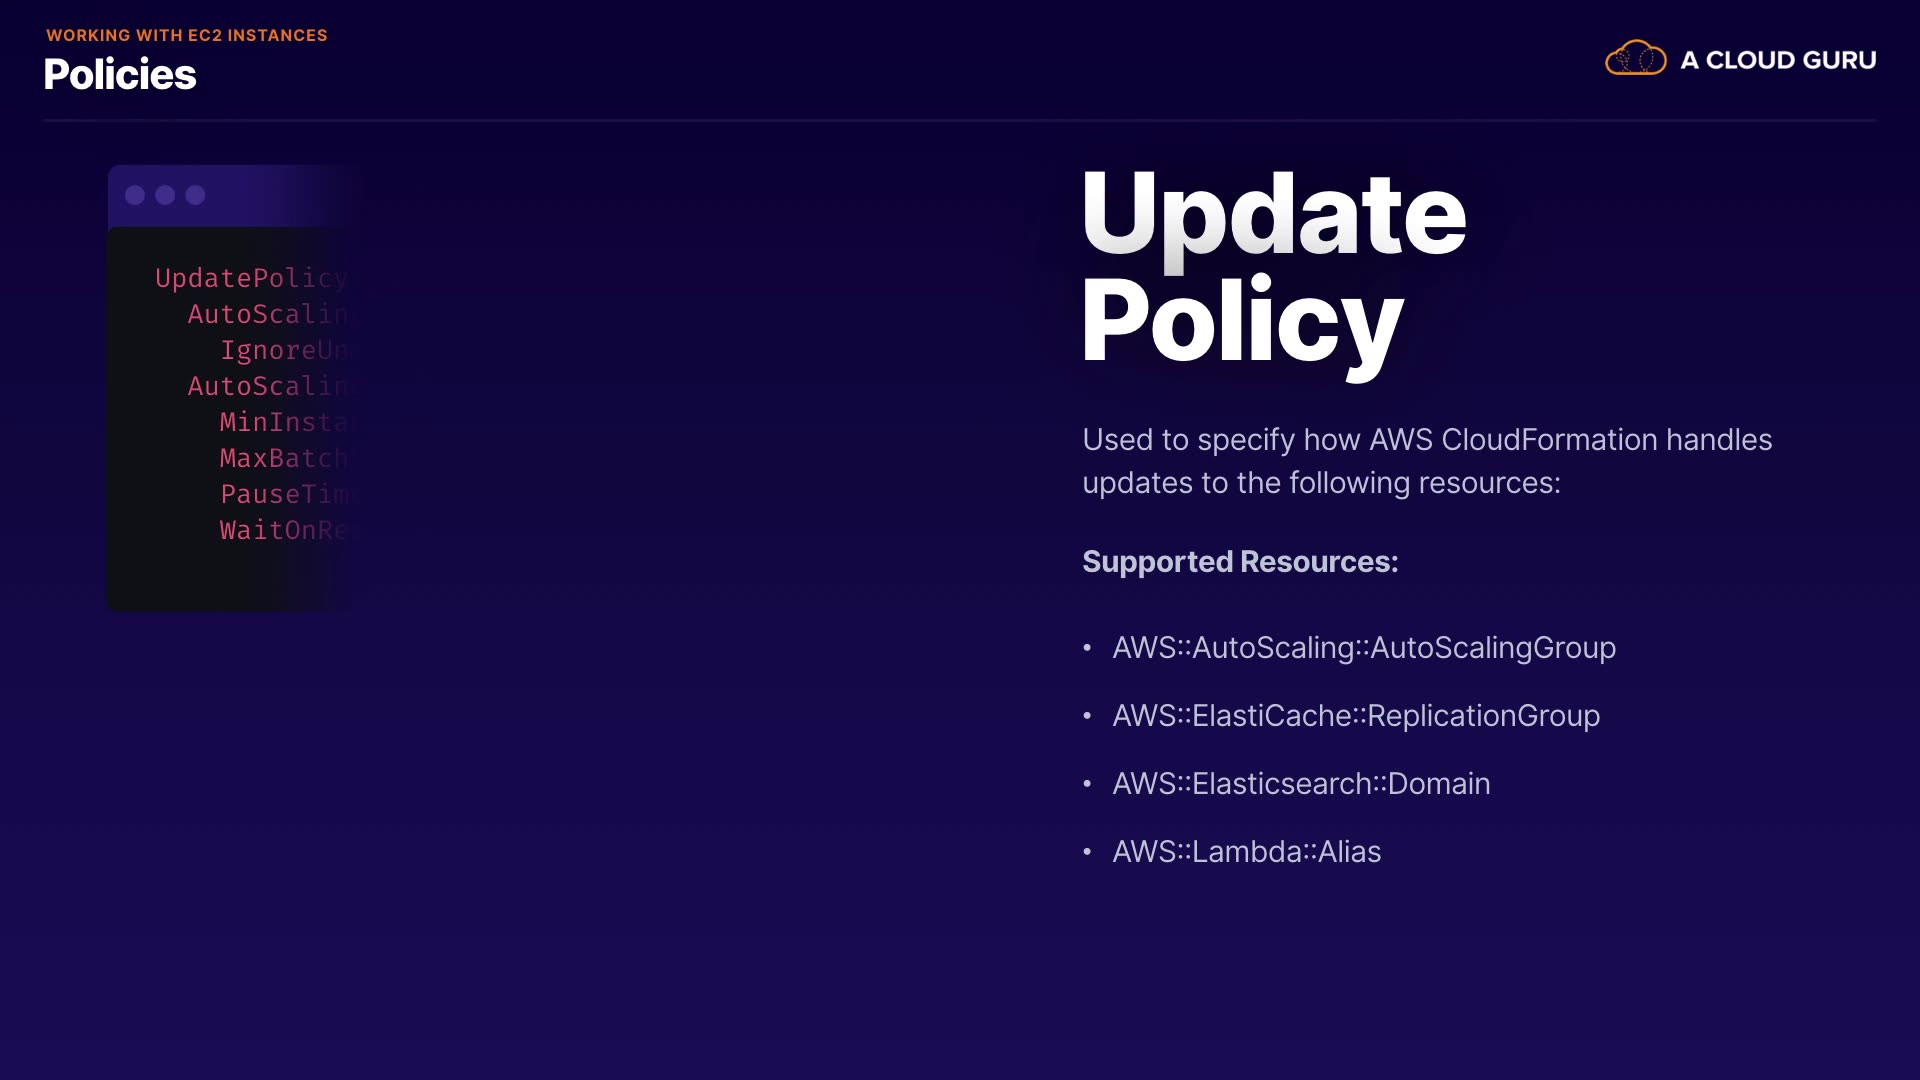 WORKING WITH EC2 INSTANCES
Policies
A CLOUD GURU
UpdatePolicy
AutoScalin
IgnoreUp
AutoScalin
MinInsta
MaxBatch
PauseTime
WaitOnRe
Update
Policy
Used to specify how AWS CloudFormation handles
updates to the following resources:
Supported Resources:
• AWS::AutoScaling::AutoScalingGroup
• AWS::ElastiCache::ReplicationGroup
• AWS::Elasticsearch::Domain
• AWS::Lambda::Alias